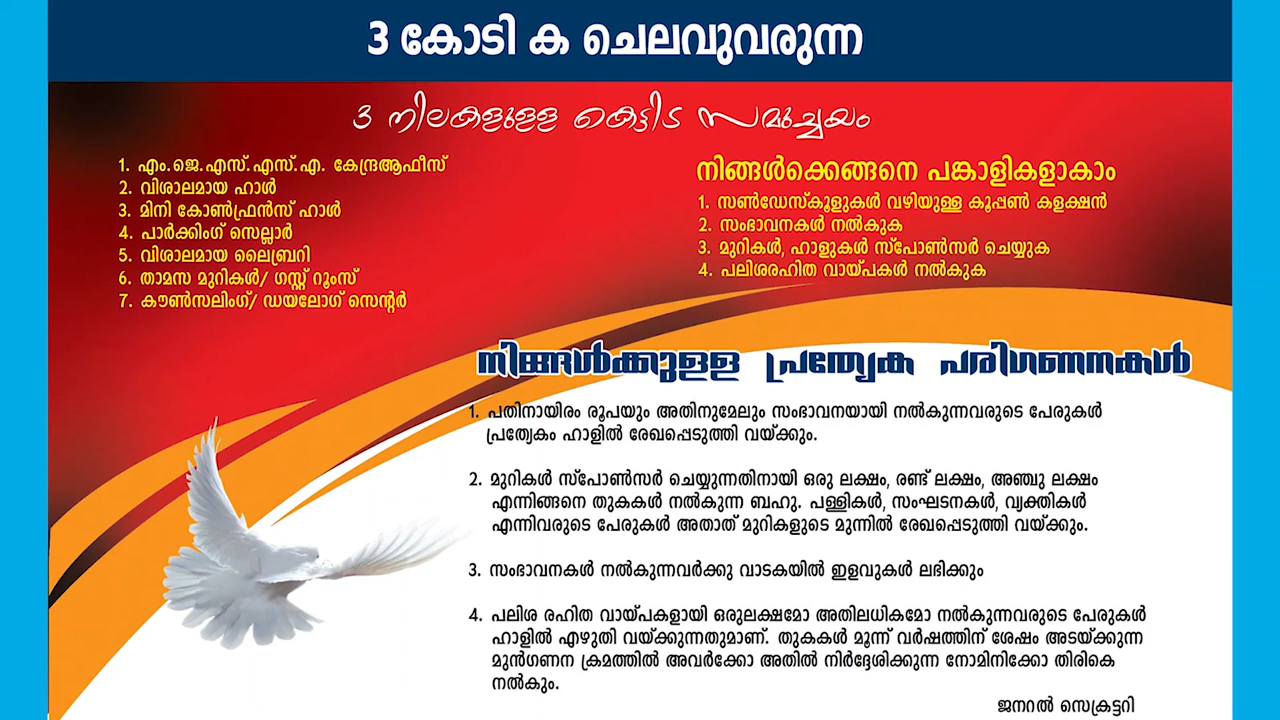 3 കോടി ക ചെലവുവരുന്ന
3 നിലകളുള്ള കെട്ടിട സമുച്ചയം
1. എം.ജെ.എസ്.എസ്.എ. കേന്ദ്രആഫീസ്
2. വിശാലമായ ഹാൾ
3. മിനി കോൺഫ്രൻസ് ഹാൾ
4. പാർക്കിംഗ് സെല്ലാർ
5. വിശാലമായ ലൈബ്രറി
6. താമസ മുറികൾ/ ഗസ്റ്റ് റൂംസ്
7. കൗൺസലിംഗ്/ ഡയലോഗ് സെന്റർ
നിങ്ങൾക്കെങ്ങനെ പങ്കാളികളാകാം
1. സൺഡേസ്കൂളുകൾ വഴിയുള്ള കൂപ്പൺ കളക്ഷൻ
2. സംഭാവനകൾ നൽകുക
3. മുറികൾ, ഹാളുകൾ സ്പോൺസർ ചെയ്യുക
4. പലിശരഹിത വായ്പകൾ നൽകുക
നിങ്ങൾക്കുള്ള പ്രത്യേക പരിഗണനകൾ
1. പതിനായിരം രൂപയും അതിനുമേലും സംഭാവനയായി നൽകുന്നവരുടെ പേരുകൾ
പ്രത്യേകം ഹാളിൽ രേഖപ്പെടുത്തി വയ്ക്കും.
2. മുറികൾ സ്പോൺസർ ചെയ്യുന്നതിനായി ഒരു ലക്ഷം, രണ്ട് ലക്ഷം, അഞ്ചു ലക്ഷം
എന്നിങ്ങനെ തുകകൾ നൽകുന്ന ബഹു. പള്ളികൾ, സംഘടനകൾ, വ്യക്തികൾ
എന്നിവരുടെ പേരുകൾ അതാത് മുറികളുടെ മുന്നിൽ രേഖപ്പെടുത്തി വയ്ക്കും.
3. സംഭാവനകൾ നൽകുന്നവർക്കു വാടകയിൽ ഇളവുകൾ ലഭിക്കും
4. പലിശ രഹിത വായ്പകളായി ഒരുലക്ഷമോ അതിലധികമോ നൽകുന്നവരുടെ പേരുകൾ
ഹാളിൽ എഴുതി വയ്ക്കുന്നതുമാണ്. തുകകൾ മൂന്ന് വർഷത്തിന് ശേഷം അടയ്ക്കുന്ന
മുൻഗണന ക്രമത്തിൽ അവർക്കോ അതിൽ നിർദ്ദേശിക്കുന്ന നോമിനിക്കോ തിരികെ
നൽകും.
ജനറൽ സെക്രട്ടറി